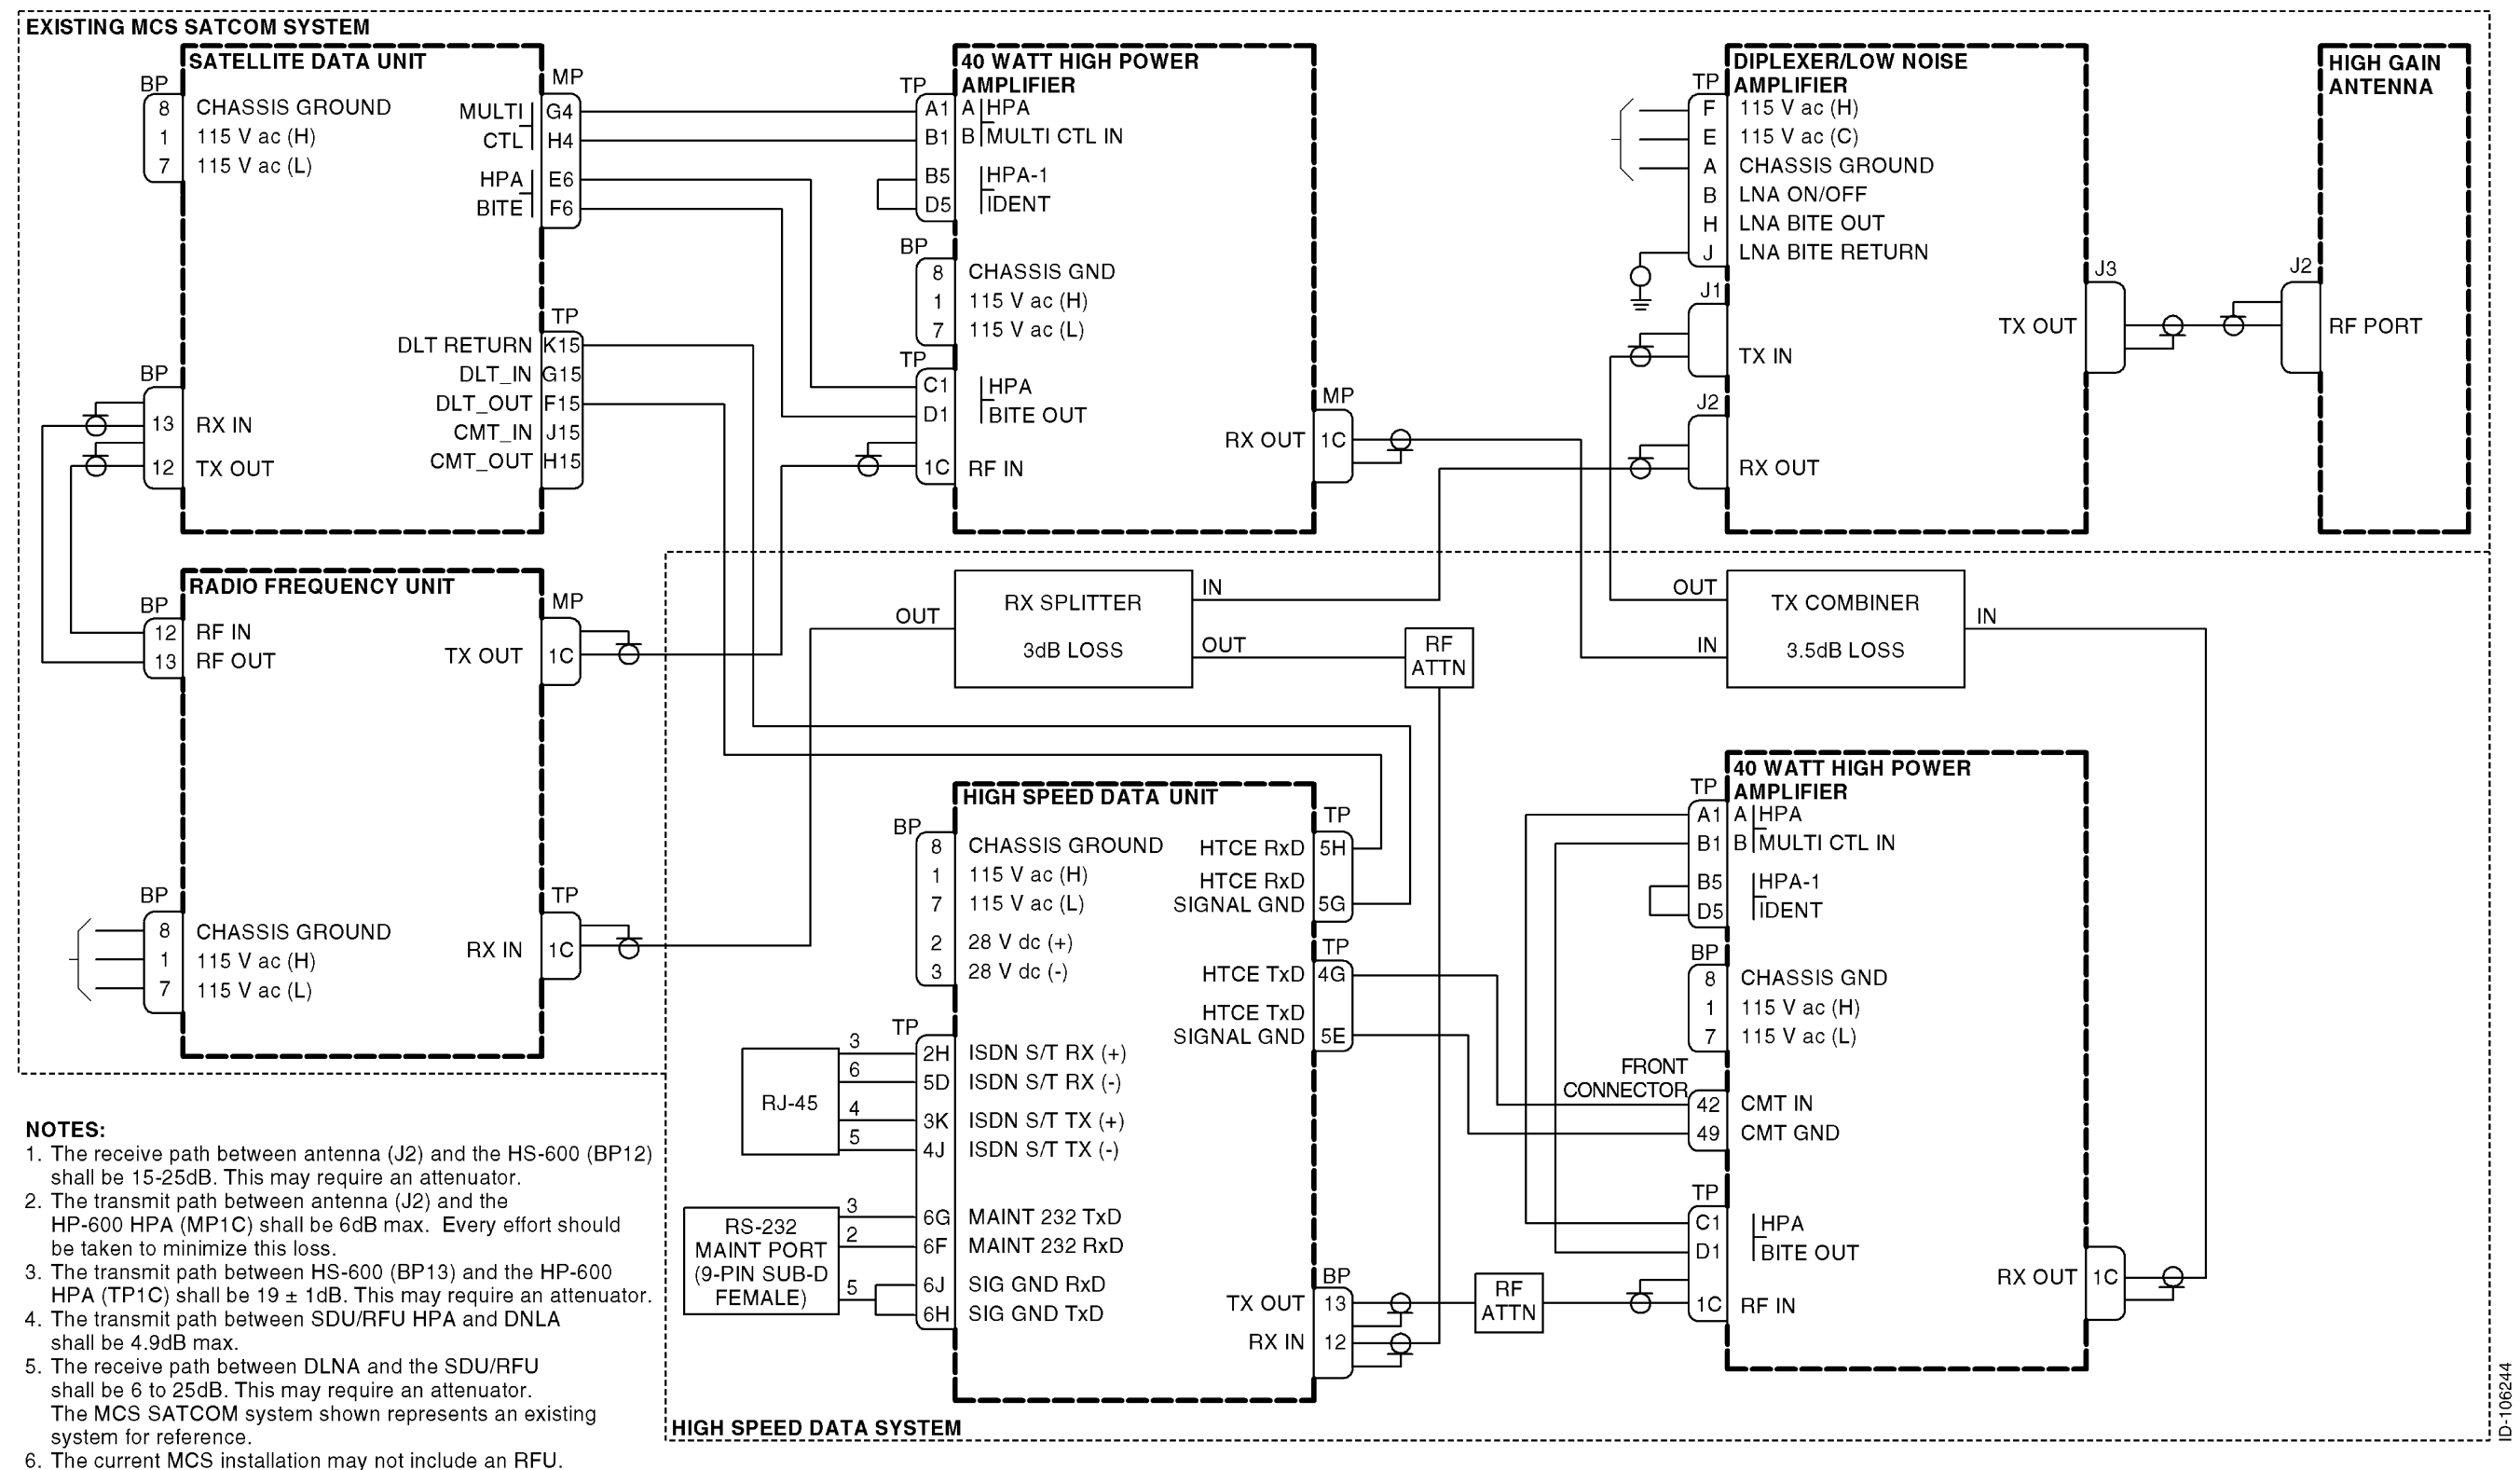 EXISTING MCS SATCOM SYSTEM
SATELLITE DATA UNIT
BP
8 CHASSIS GROUND
1 115 V ac (H)
7 115 V ac (L)
MP
MULTI G4
CTL H4
HPA E6
BITE F6
TP
DLT RETURN K15
DLT_IN G15
DLT_OUT F15
CMT_IN J15
CMT_OUT H15
BP
13 RX IN
12 TX OUT
40 WATT HIGH POWER
AMPLIFIER
TP
A1 A HPA
B1 B MULTI CTL IN
B5 HPA-1
D5 IDENT
BP
8 CHASSIS GND
1 115 V ac (H)
7 115 V ac (L)
TP
C1 HPA
D1 BITE OUT
1C RF IN
MP
RX OUT 1C
DIPLEXER/LOW NOISE
AMPLIFIER
TP
F 115 V ac (H)
E 115 V ac (C)
A CHASSIS GROUND
B LNA ON/OFF
H LNA BITE OUT
J LNA BITE RETURN
J1
TX IN
J2
RX OUT
J3
TX OUT
HIGH GAIN
ANTENNA
J2
RF PORT
RADIO FREQUENCY UNIT
BP
12 RF IN
13 RF OUT
MP
TX OUT 1C
BP
8 CHASSIS GROUND
1 115 V ac (H)
7 115 V ac (L)
TP
RX IN 1C
OUT
RX SPLITTER
3dB LOSS
IN
OUT
RF
ATTN
OUT
IN
TX COMBINER
3.5dB LOSS
IN
HIGH SPEED DATA UNIT
BP
8 CHASSIS GROUND
1 115 V ac (H)
7 115 V ac (L)
2 28 V dc (+)
3 28 V dc (-)
TP
HTCE RxD 5H
HTCE RxD
SIGNAL GND 5G
TP
HTCE TxD 4G
HTCE TxD
SIGNAL GND 5E
RJ-45
TP
3 2H ISDN S/T RX (+)
6 5D ISDN S/T RX (-)
4 3K ISDN S/T TX (+)
5 4J ISDN S/T TX (-)
RS-232
MAINT PORT
(9-PIN SUB-D
FEMALE)
3 6G MAINT 232 TxD
2 6F MAINT 232 RxD
5 6J SIG GND RxD
6H SIG GND TxD
BP
TX OUT 13
RX IN 12
RF
ATTN
40 WATT HIGH POWER
AMPLIFIER
TP
A1 A HPA
B1 B MULTI CTL IN
B5 HPA-1
D5 IDENT
BP
8 CHASSIS GND
1 115 V ac (H)
7 115 V ac (L)
FRONT
CONNECTOR
42 CMT IN
49 CMT GND
TP
C1 HPA
D1 BITE OUT
1C RF IN
RX OUT 1C
HIGH SPEED DATA SYSTEM
NOTES:
1. The receive path between antenna (J2) and the HS-600 (BP12)
shall be 15-25dB. This may require an attenuator.
2. The transmit path between antenna (J2) and the
HP-600 HPA (MP1C) shall be 6dB max. Every effort should
be taken to minimize this loss.
3. The transmit path between HS-600 (BP13) and the HP-600
HPA (TP1C) shall be 19 ± 1dB. This may require an attenuator.
4. The transmit path between SDU/RFU HPA and DNLA
shall be 4.9dB max.
5. The receive path between DLNA and the SDU/RFU
shall be 6 to 25dB. This may require an attenuator.
The MCS SATCOM system shown represents an existing
system for reference.
6. The current MCS installation may not include an RFU.
ID-106244